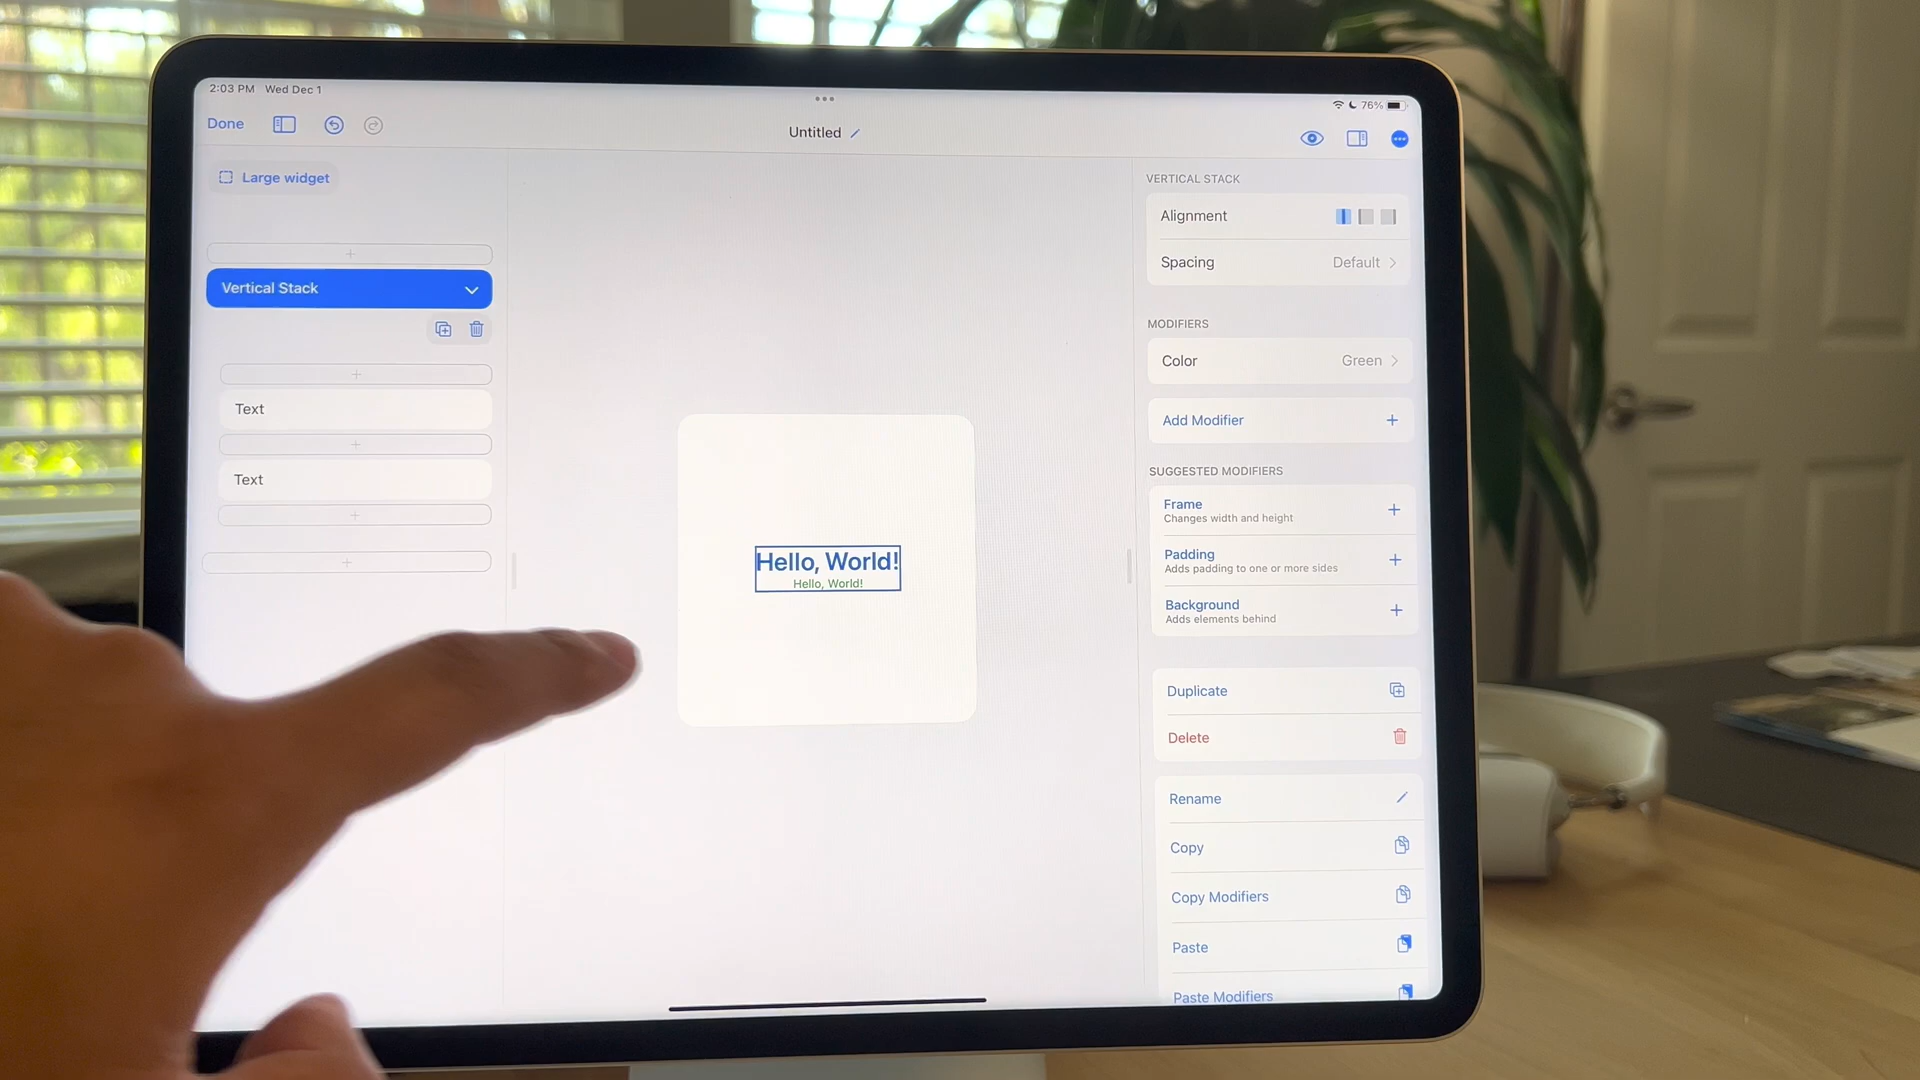 2:03 PM Wed Dec 1
76%
Done
Untitled
Large widget
Vertical Stack
Text
Text
Hello, World!
Hello, World!
VERTICAL STACK
Alignment
Spacing Default
MODIFIERS
Color Green
Add Modifier
SUGGESTED MODIFIERS
Frame
Changes width and height
Padding
Adds padding to one or more sides
Background
Adds elements behind
Duplicate
Delete
Rename
Copy
Copy Modifiers
Paste
Paste Modifiers